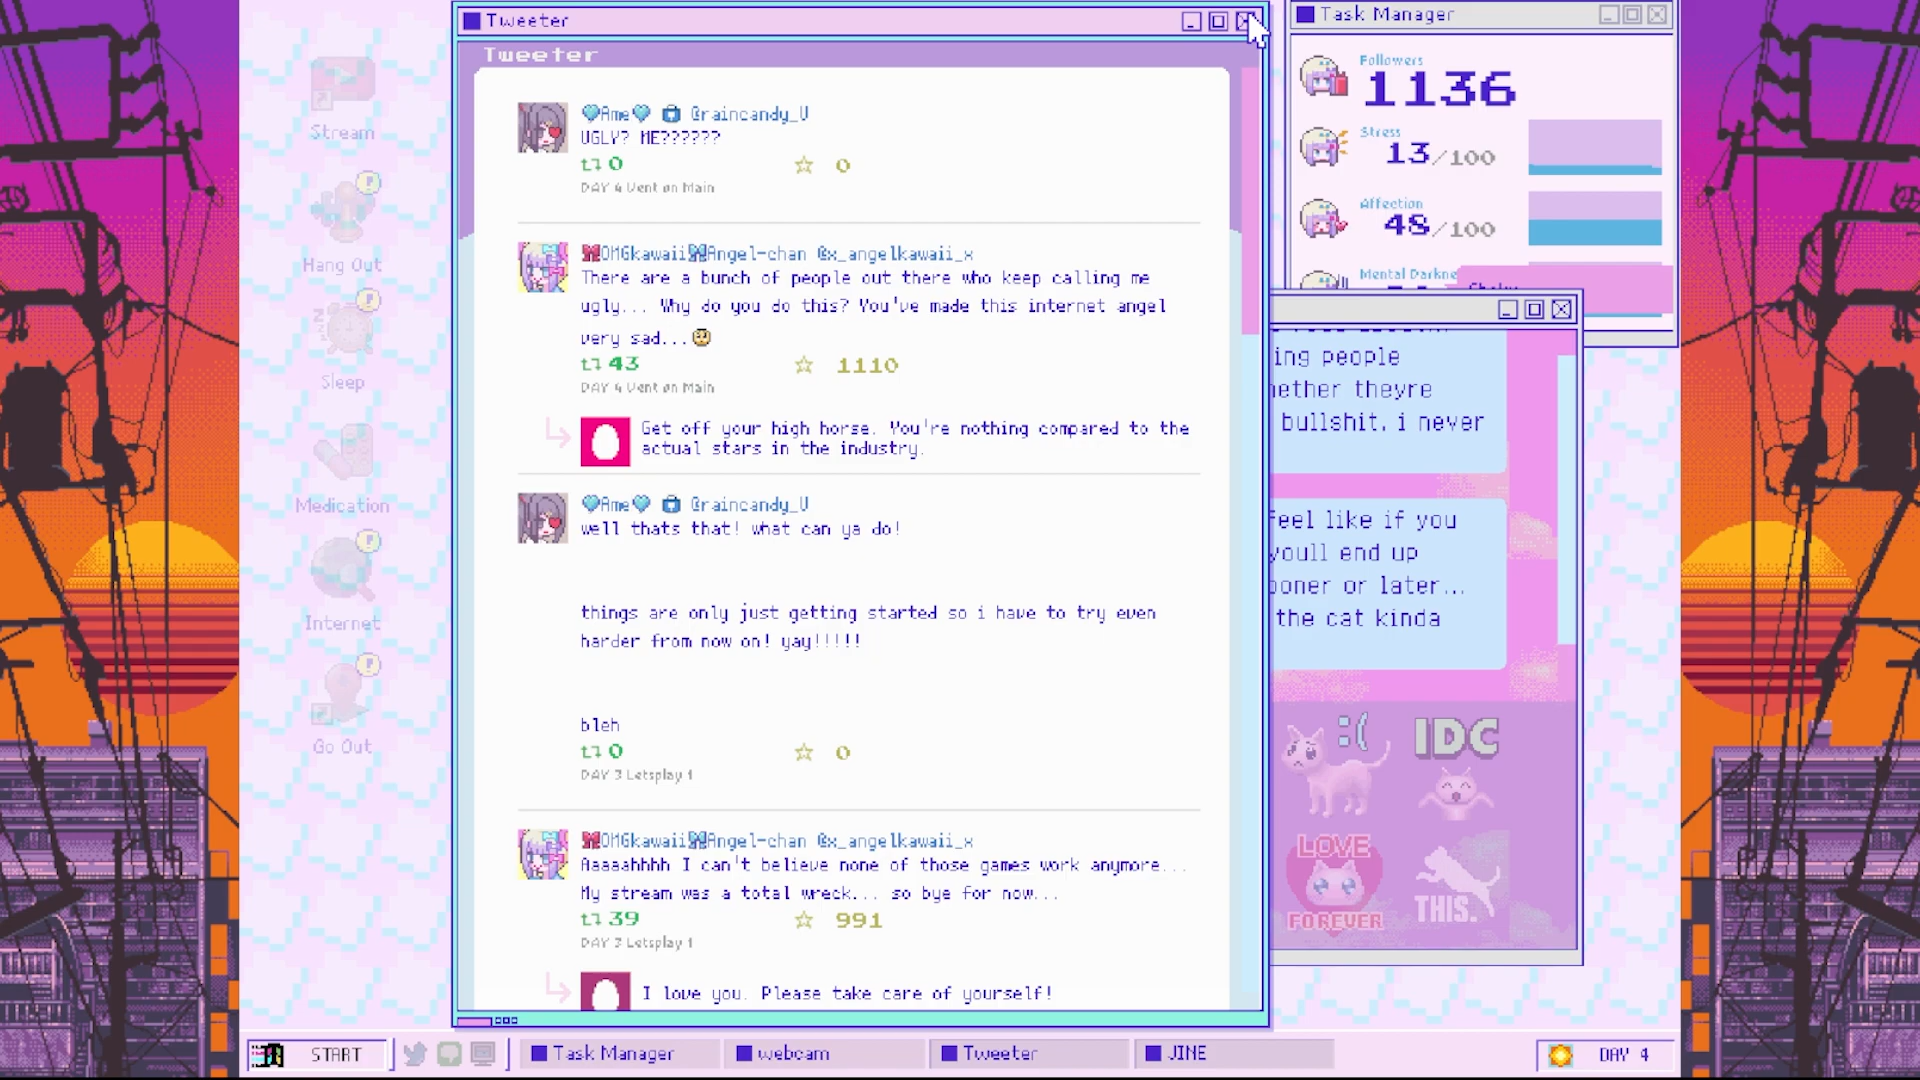 Tweeter
Tweeter
Ame @raincandy_U
UGLY? ME??????
0 0
DAY 4 Vent on Main
OMGkawaiiAngel-chan @x_angelkawaii_x
There are a bunch of people out there who keep calling me
ugly... Why do you do this? You've made this internet angel
very sad...
43 1110
DAY 4 Vent on Main
Get off your high horse. You're nothing compared to the
actual stars in the industry.
Ame @raincandy_U
well thats that! what can ya do!
things are only just getting started so i have to try even
harder from now on! yay!!!!!
bleh
0 0
DAY 3 Letsplay 1
OMGkawaiiAngel-chan @x_angelkawaii_x
Aaaaahhhh I can't believe none of those games work anymore...
My stream was a total wreck... so bye for now...
39 991
DAY 3 Letsplay 1
I love you. Please take care of yourself!
Stream
Hang Out
Sleep
Medication
Internet
Go Out
Task Manager
Followers
1136
Stress
13/100
Affection
48/100
Mental Darkne
ing people
hether theyre
bullshit. i never
feel like if you
youll end up
ooner or later...
the cat kinda
:(
IDC
LOVE
FOREVER
THIS.
START
Task Manager
webcam
Tweeter
JINE
DAY 4